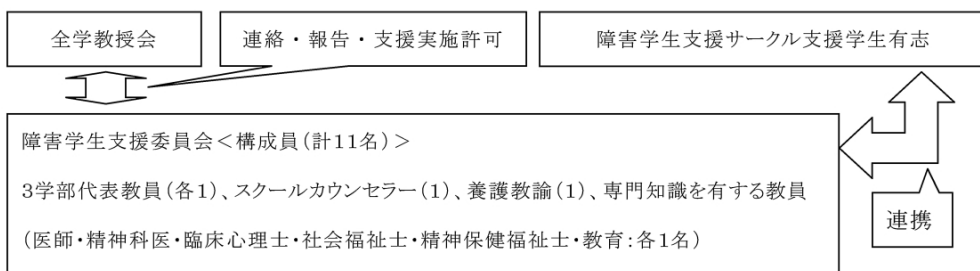 全学教授会
連絡・報告・支援実施許可
障害学生支援サークル支援学生有志
障害学生支援委員会<構成員(計11名)>
3学部代表教員(各1)、スクールカウンセラー(1)、養護教諭(1)、専門知識を有する教員
(医師・精神科医・臨床心理士・社会福祉士・精神保健福祉士・教育:各1名)
連携